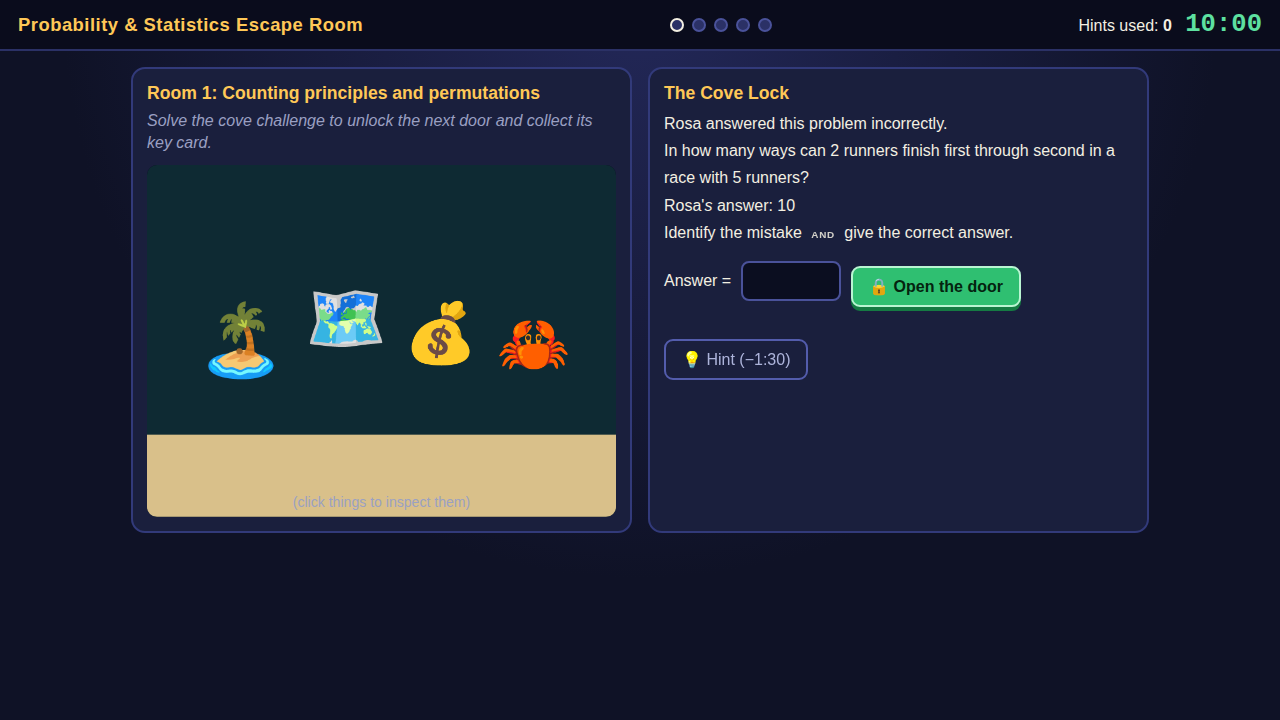 Probability & Statistics Escape Room
Hints used: 0 10:00
Room 1: Counting principles and permutations
Solve the cove challenge to unlock the next door and collect its
key card.
$
(click things to inspect them)
The Cove Lock
Rosa answered this problem incorrectly.
In how many ways can 2 runners finish first through second in a
race with 5 runners?
Rosa's answer: 10
Identify the mistake AND give the correct answer.
Answer =
Open the door
Hint (−1:30)